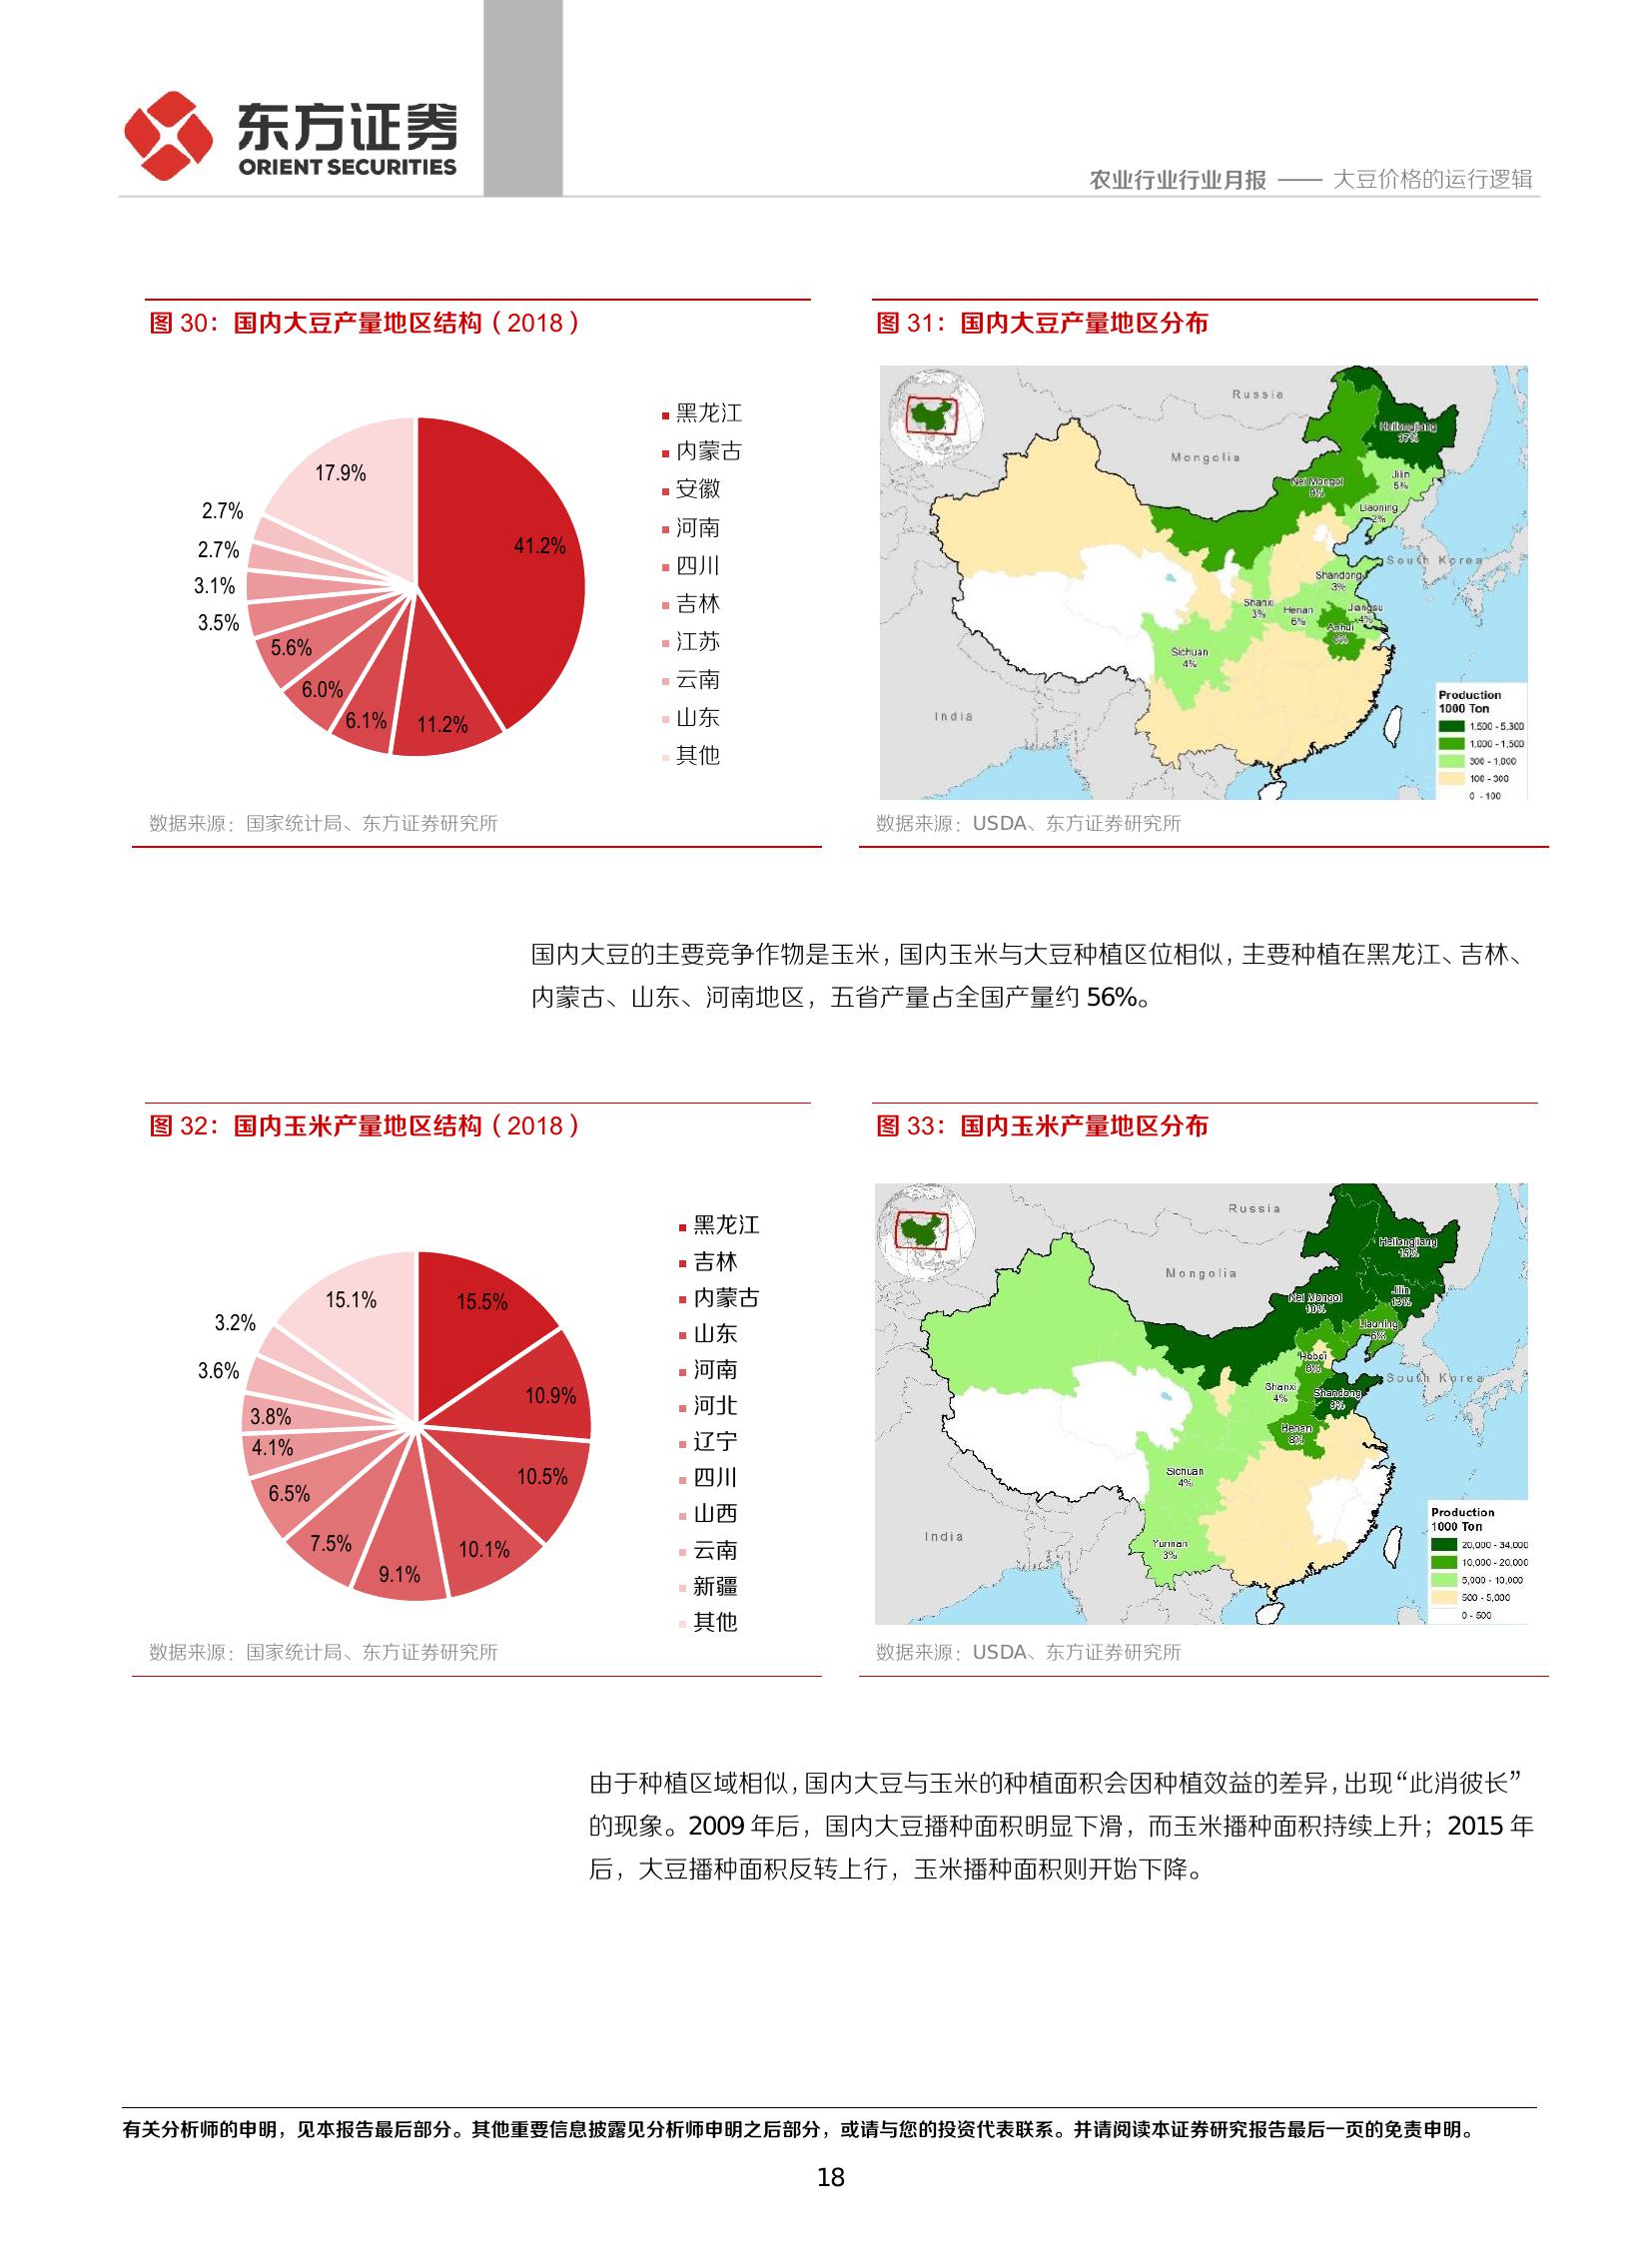 东方证券
ORIENT SECURITIES
农业行业行业月报 —— 大豆价格的运行逻辑
图 30：国内大豆产量地区结构（2018）
41.2%
11.2%
6.1%
6.0%
5.6%
3.5%
3.1%
2.7%
2.7%
17.9%
黑龙江
内蒙古
安徽
河南
四川
吉林
江苏
云南
山东
其他
数据来源：国家统计局、东方证券研究所
图 31：国内大豆产量地区分布
Russia
Mongolia
Heilongjiang
37%
Nei Mongol
9%
Jilin
5%
Liaoning
2%
South Korea
Shandong
3%
Shanxi
3%
Henan
6%
Jiangsu
4%
Anhui
Sichuan
4%
India
Production
1000 Ton
1,500 - 5,300
1,000 - 1,500
300 - 1,000
100 - 300
0 - 100
数据来源：USDA、东方证券研究所
国内大豆的主要竞争作物是玉米，国内玉米与大豆种植区位相似，主要种植在黑龙江、吉林、
内蒙古、山东、河南地区，五省产量占全国产量约 56%。
图 32：国内玉米产量地区结构（2018）
15.5%
10.9%
10.5%
10.1%
9.1%
7.5%
6.5%
4.1%
3.8%
3.6%
3.2%
15.1%
黑龙江
吉林
内蒙古
山东
河南
河北
辽宁
四川
山西
云南
新疆
其他
数据来源：国家统计局、东方证券研究所
图 33：国内玉米产量地区分布
Russia
Mongolia
Heilongjiang
15%
Nei Mongol
10%
Jilin
13%
Liaoning
6%
Hebei
8%
South Korea
Shanxi
4%
Shandong
9%
Henan
8%
Sichuan
4%
Yunnan
3%
India
Production
1000 Ton
20,000 - 34,000
10,000 - 20,000
5,000 - 10,000
500 - 5,000
0 - 500
数据来源：USDA、东方证券研究所
由于种植区域相似，国内大豆与玉米的种植面积会因种植效益的差异，出现“此消彼长”
的现象。2009 年后，国内大豆播种面积明显下滑，而玉米播种面积持续上升；2015 年
后，大豆播种面积反转上行，玉米播种面积则开始下降。
有关分析师的申明，见本报告最后部分。其他重要信息披露见分析师申明之后部分，或请与您的投资代表联系。并请阅读本证券研究报告最后一页的免责申明。
18